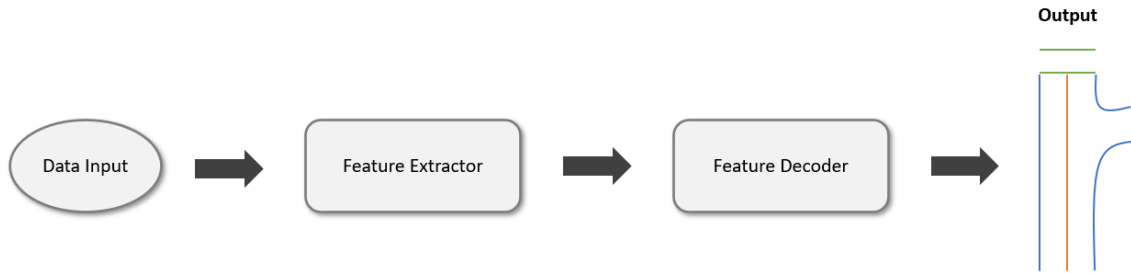 Output
Data Input
Feature Extractor
Feature Decoder